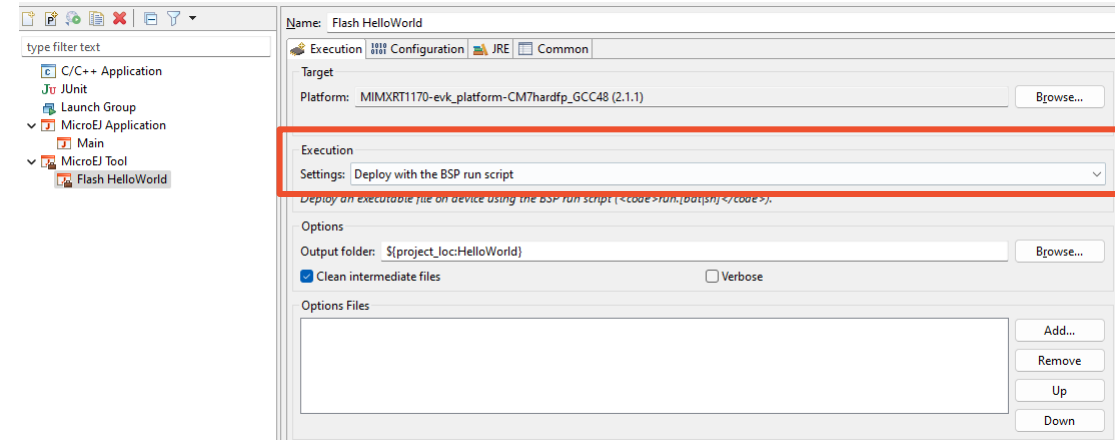 Name: Flash HelloWorld
type filter text
C/C++ Application
JUnit
Launch Group
MicroEJ Application
Main
MicroEJ Tool
Flash HelloWorld
Execution Configuration JRE Common
Target
Platform: MIMXRT1170-evk_platform-CM7hardfp_GCC48 (2.1.1) Browse...
Execution
Settings: Deploy with the BSP run script
Deploy an executable file on device using the BSP run script (<code>run.[bat|sh]</code>).
Options
Output folder: ${project_loc:HelloWorld} Browse...
Clean intermediate files Verbose
Options Files
Add...
Remove
Up
Down